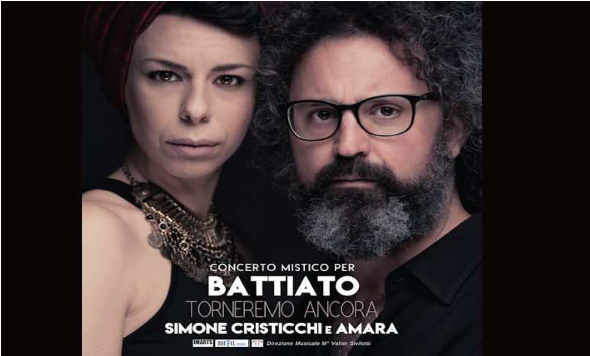 CONCERTO MISTICO PER
BATTIATO
TORNEREMO ANCORA
SIMONE CRISTICCHI E AMARA
Direzione Musicale M° Valter Sivilotti